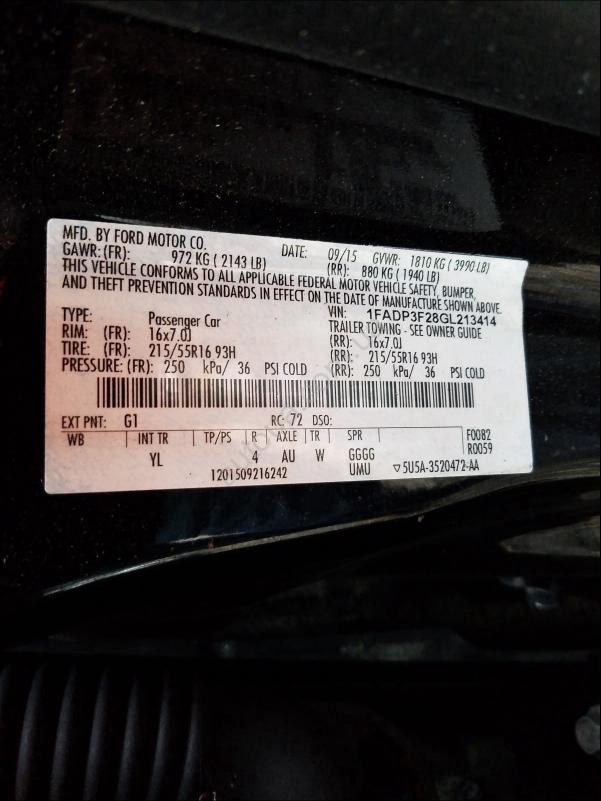 MFD. BY FORD MOTOR CO. DATE: 09/15 GVWR: 1810 KG ( 3990 LB)
GAWR: (FR): 972 KG ( 2143 LB) (RR): 880 KG ( 1940 LB)
THIS VEHICLE CONFORMS TO ALL APPLICABLE FEDERAL MOTOR VEHICLE SAFETY, BUMPER,
AND THEFT PREVENTION STANDARDS IN EFFECT ON THE DATE OF MANUFACTURE SHOWN ABOVE.
VIN: 1FADP3F28GL213414
TYPE: Passenger Car TRAILER TOWING - SEE OWNER GUIDE
RIM: (FR): 16x7.0J (RR): 16x7.0J
TIRE: (FR): 215/55R16 93H (RR): 215/55R16 93H
PRESSURE: (FR): 250 kPa/ 36 PSI COLD (RR): 250 kPa/ 36 PSI COLD
EXT PNT: G1 RC: 72 DSO: F0082
WB INT TR TP/PS R AXLE TR SPR R0059
YL 4 AU W GGGG
1201509216242 UMU ▽5U5A-3520472-AA